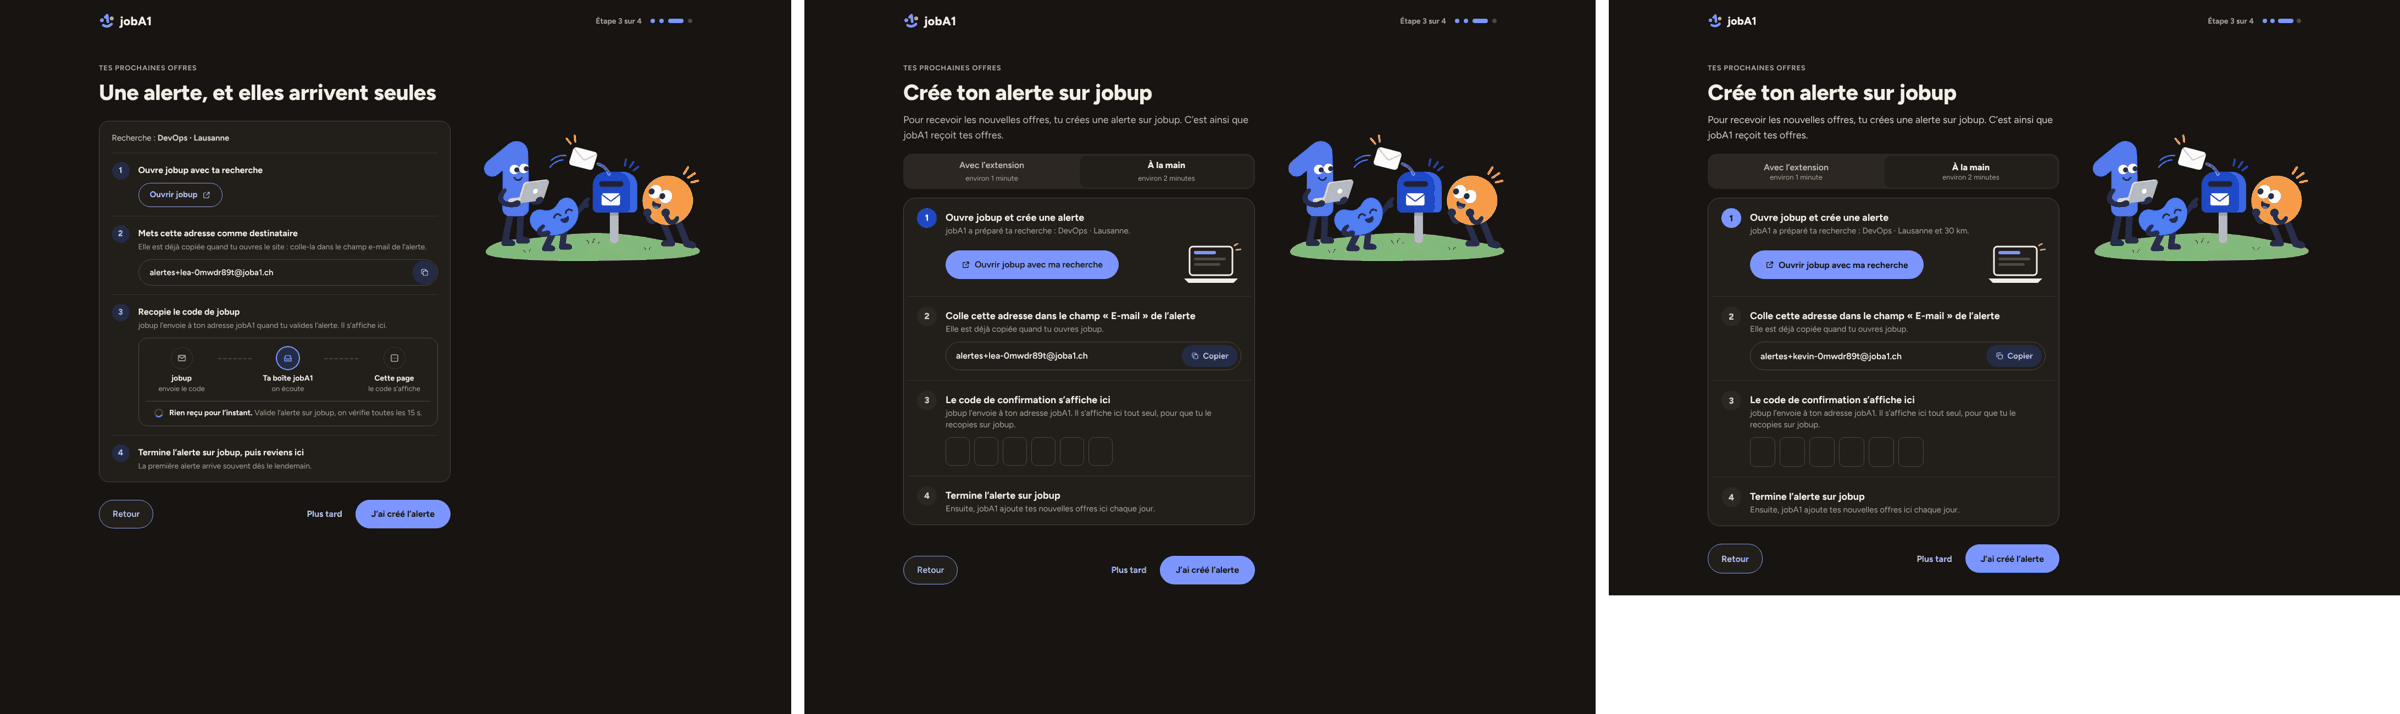 jobA1
Étape 3 sur 4
TES PROCHAINES OFFRES
Une alerte, et elles arrivent seules
Recherche : DevOps · Lausanne
1
Ouvre jobup avec ta recherche
Ouvrir jobup
2
Mets cette adresse comme destinataire
Elle est déjà copiée quand tu ouvres le site : colle-la dans le champ e-mail de l'alerte.
alertes+lea-0mwdr89t@joba1.ch
3
Recopie le code de jobup
jobup l'envoie à ton adresse jobA1 quand tu valides l'alerte. Il s'affiche ici.
jobup
envoie le code
Ta boîte jobA1
on écoute
Cette page
le code s'affiche
Rien reçu pour l'instant. Valide l'alerte sur jobup, on vérifie toutes les 15 s.
4
Termine l'alerte sur jobup, puis reviens ici
La première alerte arrive souvent dès le lendemain.
Retour
Plus tard
J'ai créé l'alerte
jobA1
Étape 3 sur 4
TES PROCHAINES OFFRES
Crée ton alerte sur jobup
Pour recevoir les nouvelles offres, tu crées une alerte sur jobup. C'est ainsi que
jobA1 reçoit tes offres.
Avec l'extension
environ 1 minute
À la main
environ 2 minutes
1
Ouvre jobup et crée une alerte
jobA1 a préparé ta recherche : DevOps · Lausanne.
Ouvrir jobup avec ma recherche
2
Colle cette adresse dans le champ « E-mail » de l'alerte
Elle est déjà copiée quand tu ouvres jobup.
alertes+lea-0mwdr89t@joba1.ch
Copier
3
Le code de confirmation s'affiche ici
jobup l'envoie à ton adresse jobA1. Il s'affiche ici tout seul, pour que tu le
recopies sur jobup.
4
Termine l'alerte sur jobup
Ensuite, jobA1 ajoute tes nouvelles offres ici chaque jour.
Retour
Plus tard
J'ai créé l'alerte
jobA1
Étape 3 sur 4
TES PROCHAINES OFFRES
Crée ton alerte sur jobup
Pour recevoir les nouvelles offres, tu crées une alerte sur jobup. C'est ainsi que
jobA1 reçoit tes offres.
Avec l'extension
environ 1 minute
À la main
environ 2 minutes
1
Ouvre jobup et crée une alerte
jobA1 a préparé ta recherche : DevOps · Lausanne et 30 km.
Ouvrir jobup avec ma recherche
2
Colle cette adresse dans le champ « E-mail » de l'alerte
Elle est déjà copiée quand tu ouvres jobup.
alertes+kevin-0mwdr89t@joba1.ch
Copier
3
Le code de confirmation s'affiche ici
jobup l'envoie à ton adresse jobA1. Il s'affiche ici tout seul, pour que tu le
recopies sur jobup.
4
Termine l'alerte sur jobup
Ensuite, jobA1 ajoute tes nouvelles offres ici chaque jour.
Retour
Plus tard
J'ai créé l'alerte